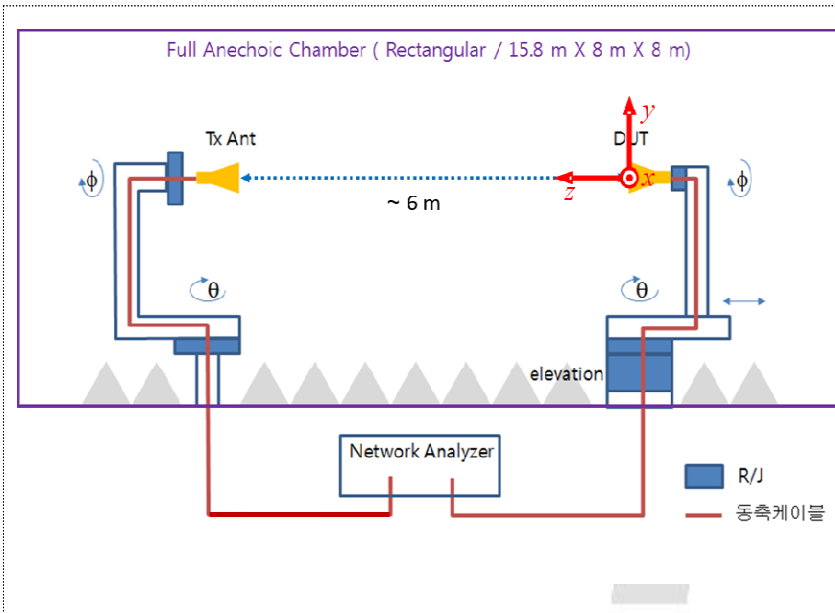 Full Anechoic Chamber ( Rectangular / 15.8 m X 8 m X 8 m)
Tx Ant
DUT
y
z
x
ϕ
~ 6 m
ϕ
θ
θ
elevation
Network Analyzer
R/J
동축케이블